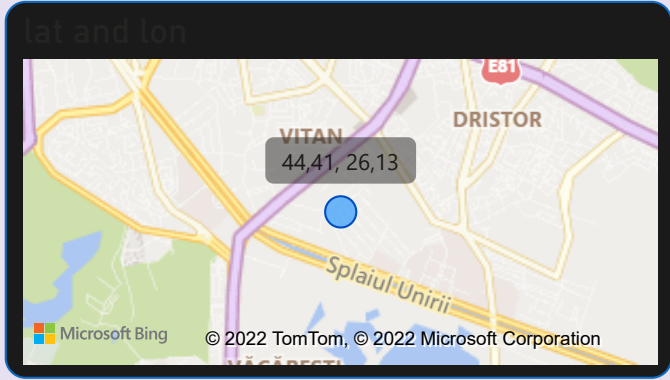 lat and lon
E81
DRISTOR
VITAN
44,41, 26,13
Splaiul Unirii
Microsoft Bing
© 2022 TomTom, © 2022 Microsoft Corporation
VĂCĂREȘTI